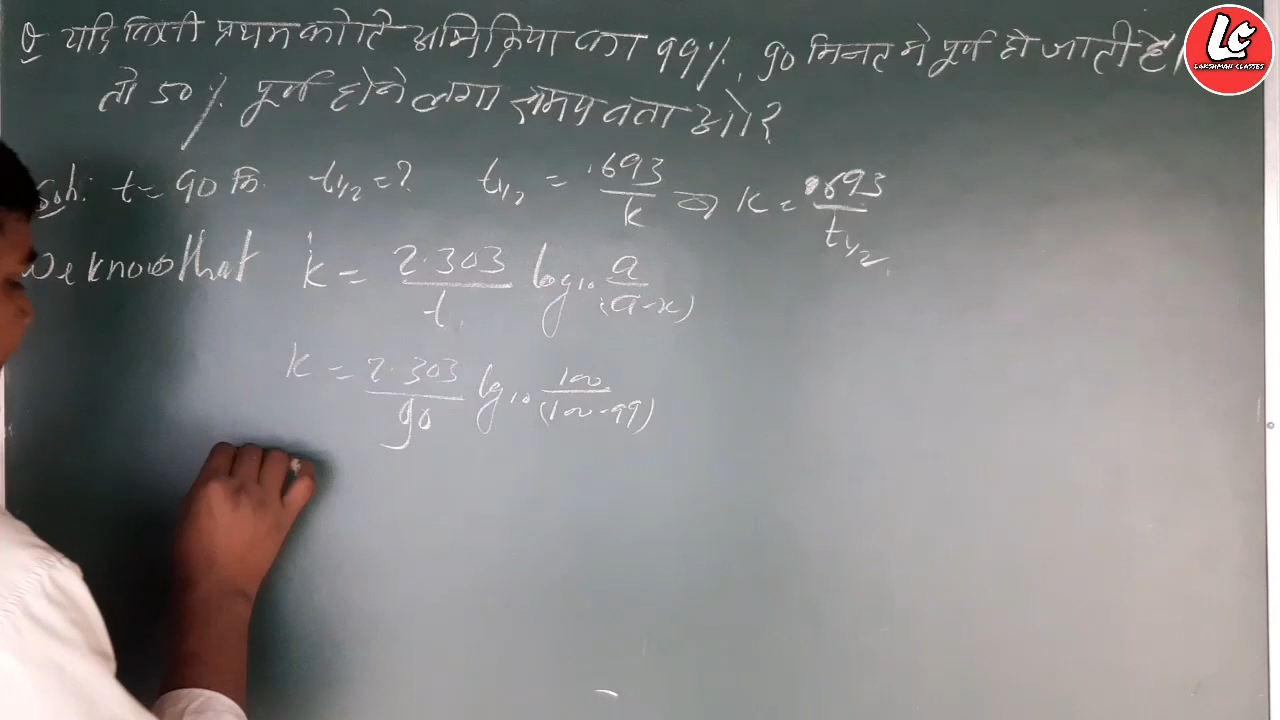 Q यदि किसी प्रथम कोटि अभिक्रिया का 99%, 90 मिनट मे पूर्ण हो जाती है।
तो 50% पूर्ण होने लगा समय बताओ?
Soln: t = 90 मि. t1/2 = ? t1/2 = .693/k ⇒ k = .693/t1/2
We know that k = 2.303/t log10 a/(a-x)
k = 2.303/90 log10 100/(100-99)
LC
LAKSHMAN CLASSES